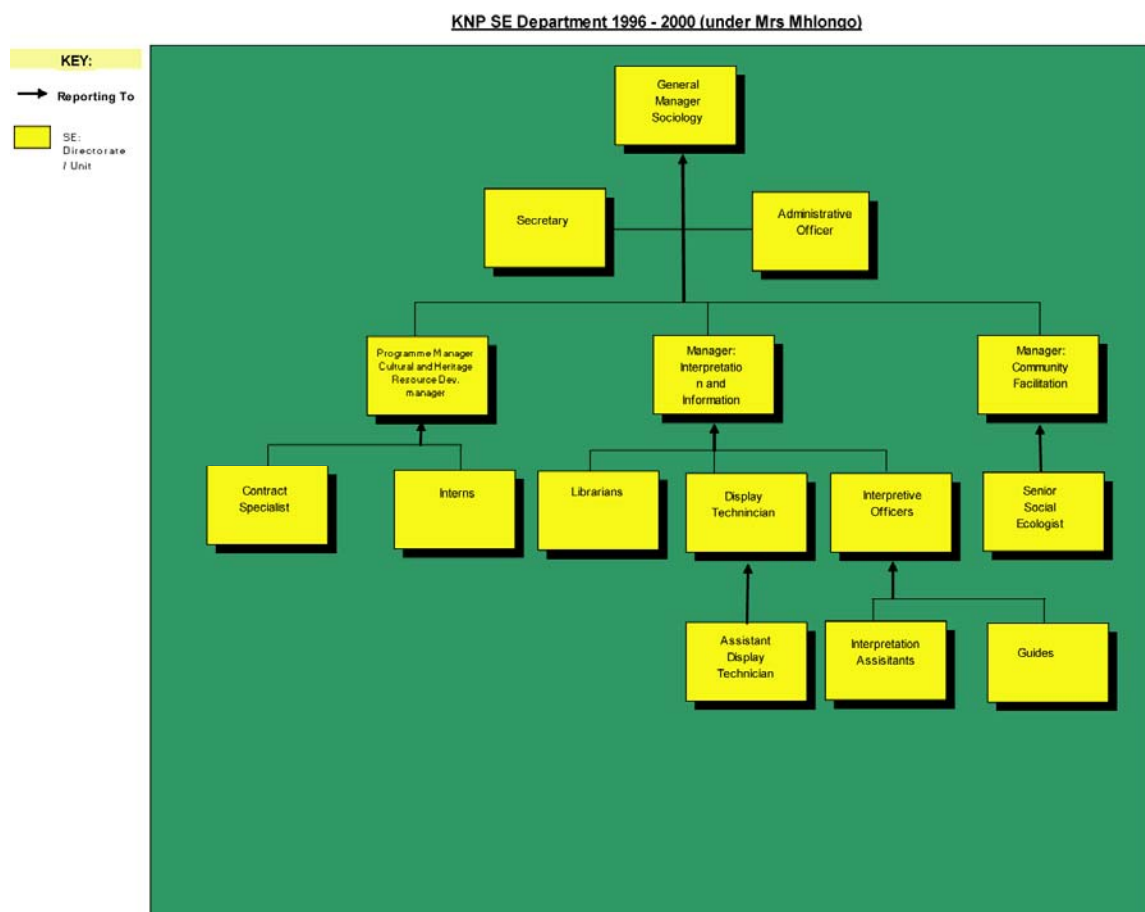 KNP SE Department 1996 - 2000 (under Mrs Mhlongo)
KEY:
Reporting To
SE:
Directorate
/ Unit
General
Manager
Sociology
Secretary
Administrative
Officer
Programme Manager
Cultural and Heritage
Resource Dev.
manager
Manager:
Interpretatio
n and
Information
Manager:
Community
Facilitation
Contract
Specialist
Interns
Librarians
Display
Technincian
Interpretive
Officers
Senior
Social
Ecologist
Assistant
Display
Technician
Interpretation
Assisitants
Guides